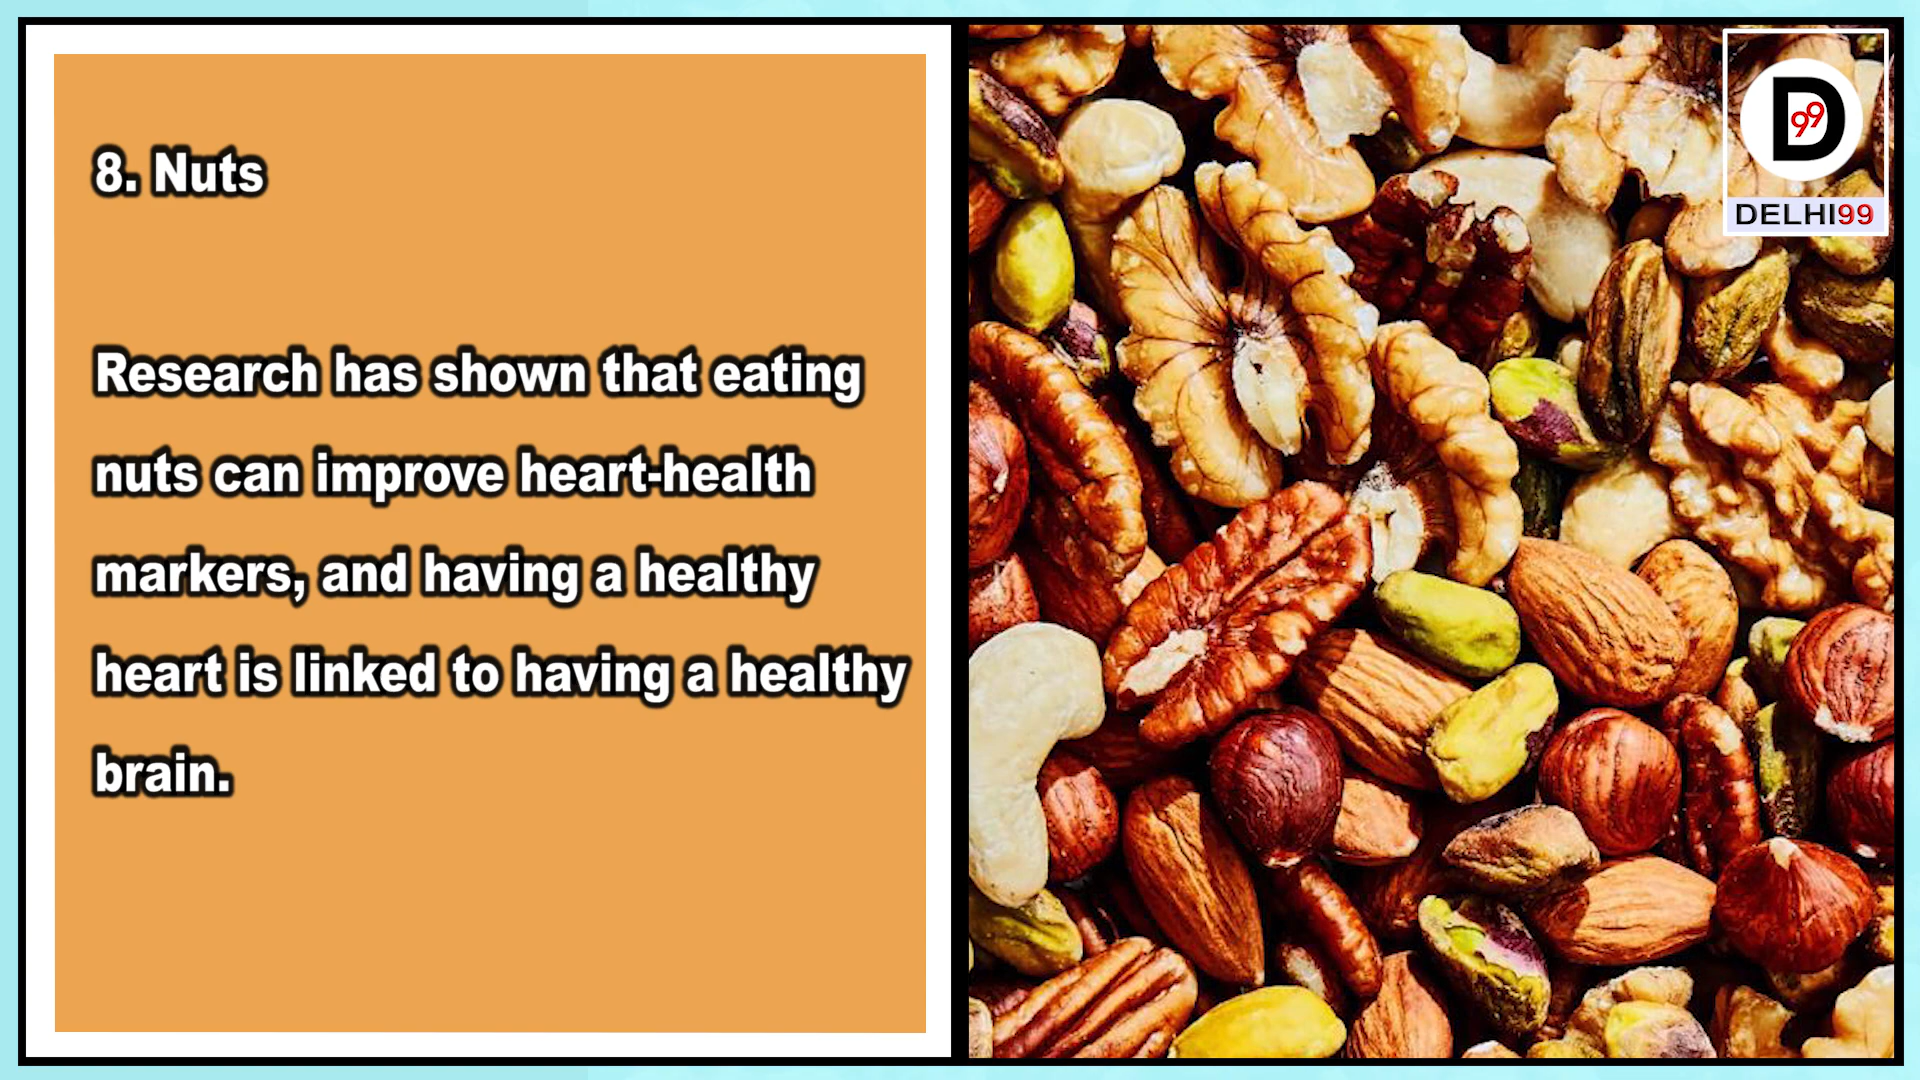 8. Nuts
Research has shown that eating
nuts can improve heart-health
markers, and having a healthy
heart is linked to having a healthy
brain.
D
99
DELHI99